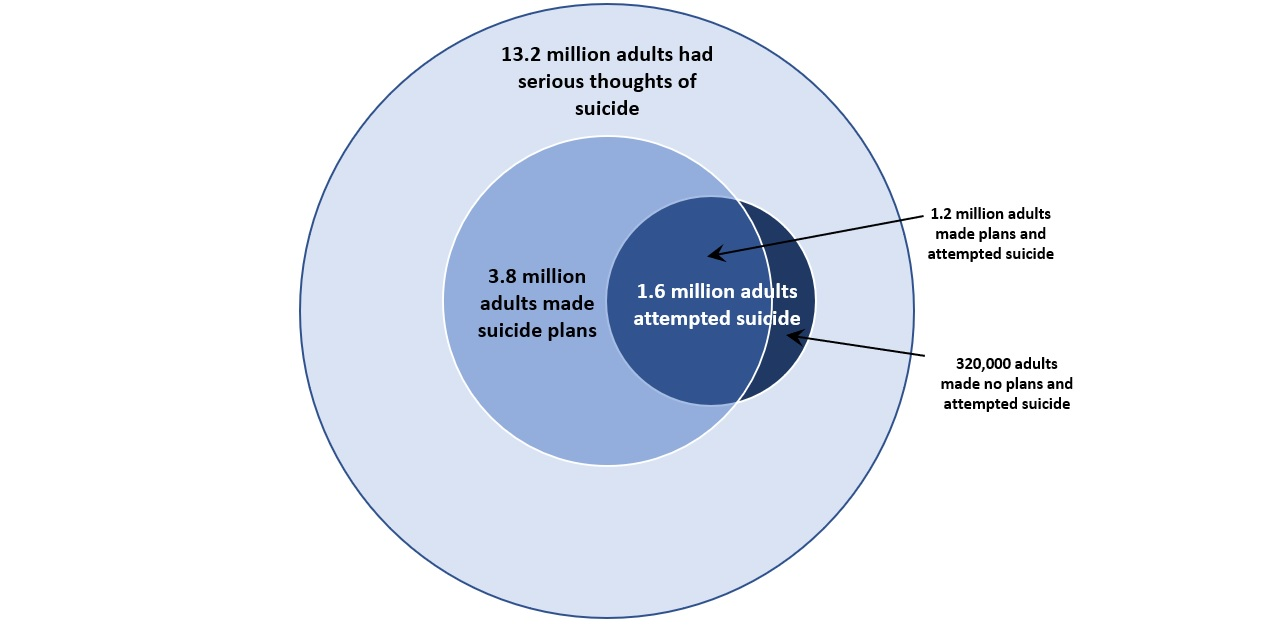 13.2 million adults had
serious thoughts of
suicide
3.8 million
adults made
suicide plans
1.6 million adults
attempted suicide
1.2 million adults
made plans and
attempted suicide
320,000 adults
made no plans and
attempted suicide